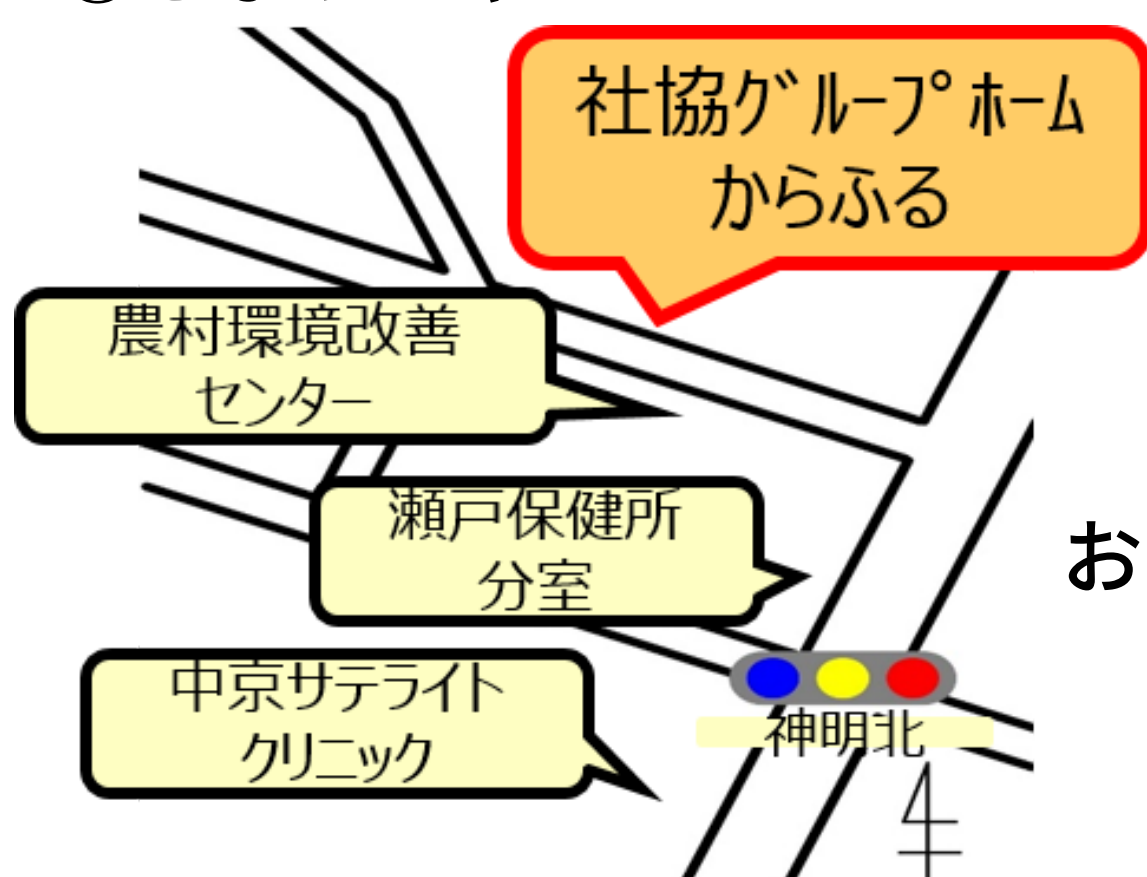 社協ｸﾞﾙｰﾌﾟﾎｰﾑ
からふる
農村環境改善
センター
瀬戸保健所
分室
中京サテライト
クリニック
神明北
お